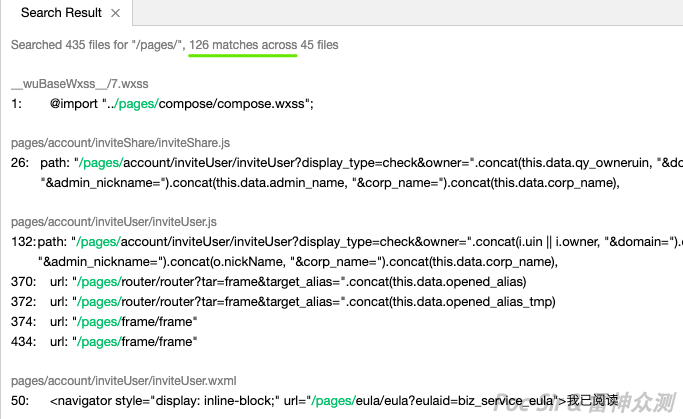 Search Result ×
Searched 435 files for "/pages/", 126 matches across 45 files
__wuBaseWxss__/7.wxss
1: @import "../pages/compose/compose.wxss";
pages/account/inviteShare/inviteShare.js
26: path: "/pages/account/inviteUser/inviteUser?display_type=check&owner=".concat(this.data.qy_owneruin, "&do
"&admin_nickname=").concat(this.data.admin_name, "&corp_name=").concat(this.data.corp_name),
pages/account/inviteUser/inviteUser.js
132: path: "/pages/account/inviteUser/inviteUser?display_type=check&owner=".concat(i.uin || i.owner, "&domain=").c
"&admin_nickname=").concat(o.nickName, "&corp_name=").concat(this.data.corp_name),
370: url: "/pages/router/router?tar=frame&target_alias=".concat(this.data.opened_alias)
372: url: "/pages/router/router?tar=frame&target_alias=".concat(this.data.opened_alias_tmp)
374: url: "/pages/frame/frame"
434: url: "/pages/frame/frame"
pages/account/inviteUser/inviteUser.wxml
50: <navigator style="display: inline-block;" url="/pages/eula/eula?eulaid=biz_service_eula">我已阅读
Poc Sir @雷神众测